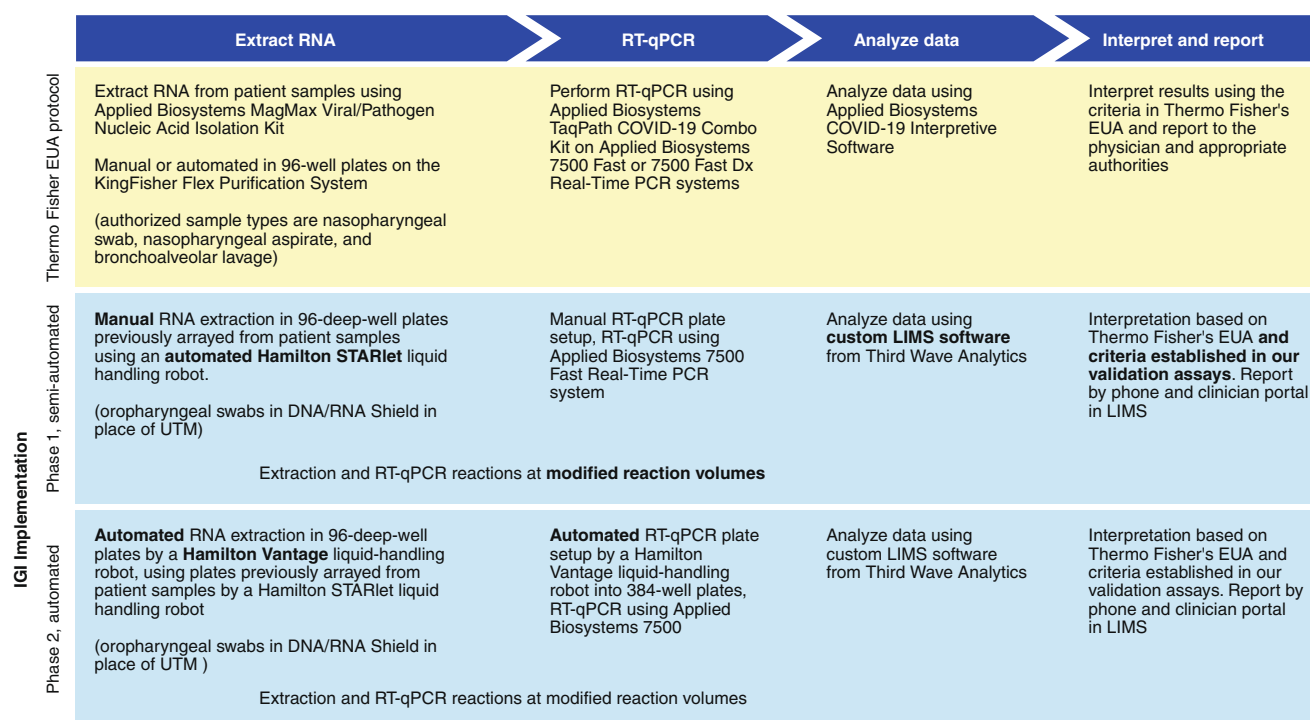 Extract RNA
RT-qPCR
Analyze data
Interpret and report
Thermo Fisher EUA protocol
Extract RNA from patient samples using
Applied Biosystems MagMax Viral/Pathogen
Nucleic Acid Isolation Kit
Manual or automated in 96-well plates on the
KingFisher Flex Purification System
(authorized sample types are nasopharyngeal
swab, nasopharyngeal aspirate, and
bronchoalveolar lavage)
Perform RT-qPCR using
Applied Biosystems
TaqPath COVID-19 Combo
Kit on Applied Biosystems
7500 Fast or 7500 Fast Dx
Real-Time PCR systems
Analyze data using
Applied Biosystems
COVID-19 Interpretive
Software
Interpret results using the
criteria in Thermo Fisher's
EUA and report to the
physician and appropriate
authorities
IGI Implementation
Phase 1, semi-automated
Manual RNA extraction in 96-deep-well plates
previously arrayed from patient samples
using an automated Hamilton STARlet liquid
handling robot.
(oropharyngeal swabs in DNA/RNA Shield in
place of UTM)
Manual RT-qPCR plate
setup, RT-qPCR using
Applied Biosystems 7500
Fast Real-Time PCR
system
Analyze data using
custom LIMS software
from Third Wave Analytics
Interpretation based on
Thermo Fisher's EUA and
criteria established in our
validation assays. Report
by phone and clinician portal
in LIMS
Extraction and RT-qPCR reactions at modified reaction volumes
Phase 2, automated
Automated RNA extraction in 96-deep-well
plates by a Hamilton Vantage liquid-handling
robot, using plates previously arrayed from
patient samples by a Hamilton STARlet liquid
handling robot
(oropharyngeal swabs in DNA/RNA Shield in
place of UTM )
Automated RT-qPCR plate
setup by a Hamilton
Vantage liquid-handling
robot into 384-well plates,
RT-qPCR using Applied
Biosystems 7500
Analyze data using
custom LIMS software
from Third Wave Analytics
Interpretation based on
Thermo Fisher's EUA and
criteria established in our
validation assays. Report by
phone and clinician portal
in LIMS
Extraction and RT-qPCR reactions at modified reaction volumes